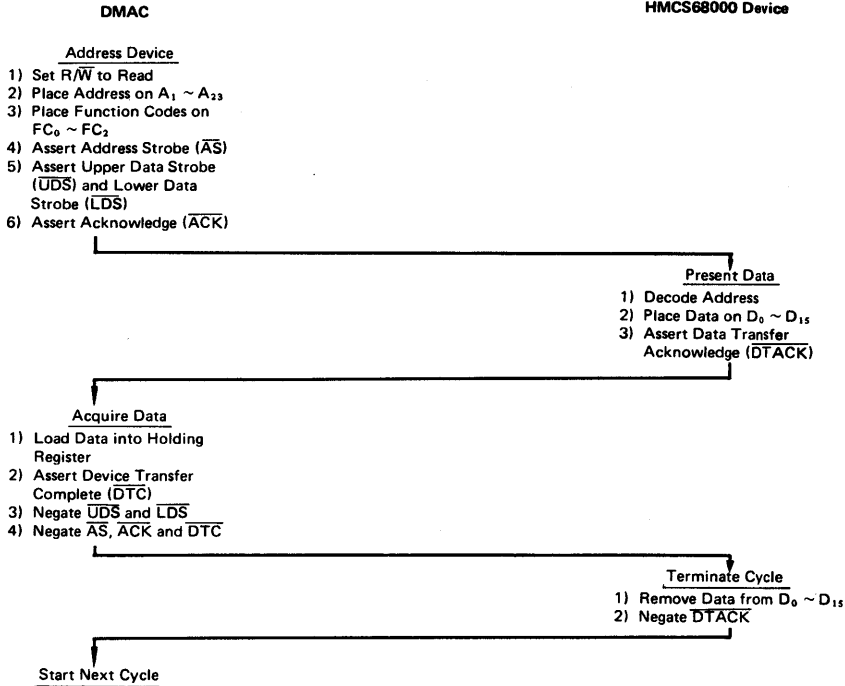 DMAC
HMCS68000 Device
Address Device
1) Set R/W̅ to Read
2) Place Address on A₁ ~ A₂₃
3) Place Function Codes on
FC₀ ~ FC₂
4) Assert Address Strobe (A̅S̅)
5) Assert Upper Data Strobe
(U̅D̅S̅) and Lower Data
Strobe (L̅D̅S̅)
6) Assert Acknowledge (A̅C̅K̅)
Present Data
1) Decode Address
2) Place Data on D₀ ~ D₁₅
3) Assert Data Transfer
Acknowledge (D̅T̅A̅C̅K̅)
Acquire Data
1) Load Data into Holding
Register
2) Assert Device Transfer
Complete (D̅T̅C̅)
3) Negate U̅D̅S̅ and L̅D̅S̅
4) Negate A̅S̅, A̅C̅K̅ and D̅T̅C̅
Terminate Cycle
1) Remove Data from D₀ ~ D₁₅
2) Negate D̅T̅A̅C̅K̅
Start Next Cycle